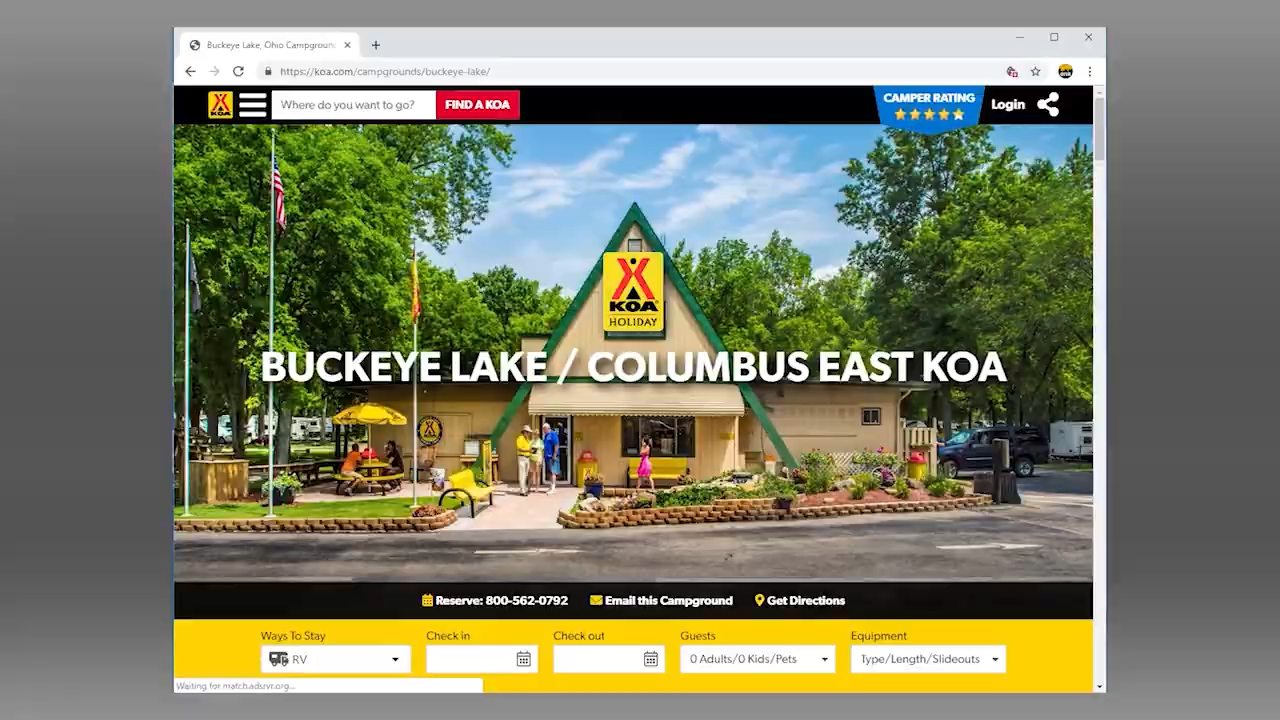 Buckeye Lake, Ohio Campground
https://koa.com/campgrounds/buckeye-lake/
KOA
Where do you want to go?
FIND A KOA
CAMPER RATING
Login
KOA
HOLIDAY
BUCKEYE LAKE / COLUMBUS EAST KOA
Reserve: 800-562-0792
Email this Campground
Get Directions
Ways To Stay
Check in
Check out
Guests
Equipment
RV
0 Adults/0 Kids/Pets
Type/Length/Slideouts
Waiting for match.adsrvr.org...